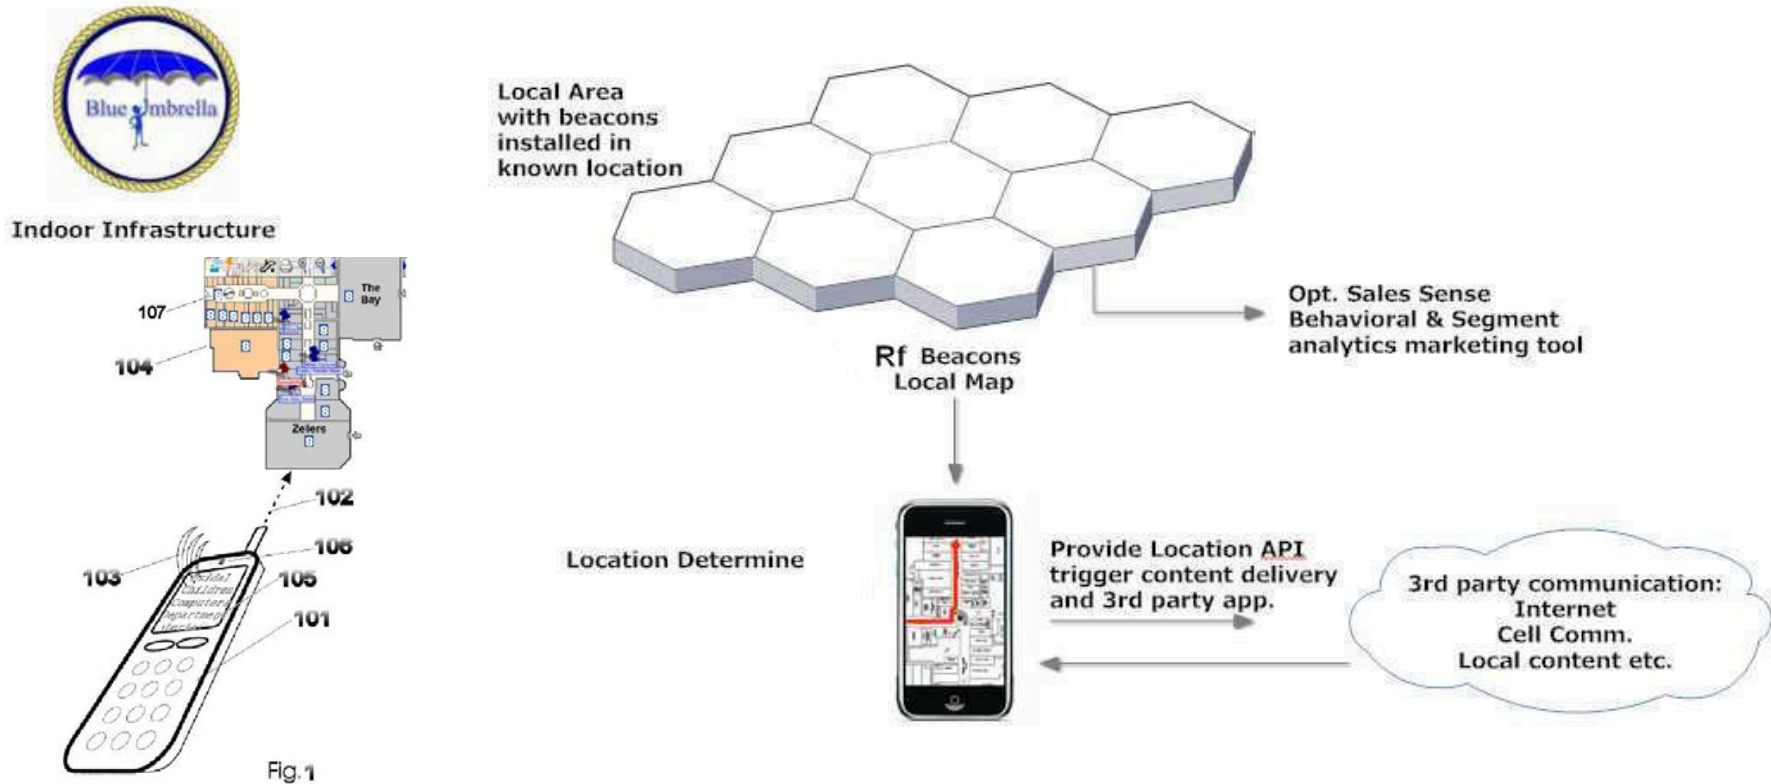 Blue Umbrella
Indoor Infrastructure
107
The
Bay
104
Zellers
102
103
106
105
Children
Computers
101
Fig.1
Local Area
with beacons
installed in
known location
Opt. Sales Sense
Behavioral & Segment
analytics marketing tool
Rf Beacons
Local Map
Location Determine
Provide Location API
trigger content delivery
and 3rd party app.
3rd party communication:
Internet
Cell Comm.
Local content etc.